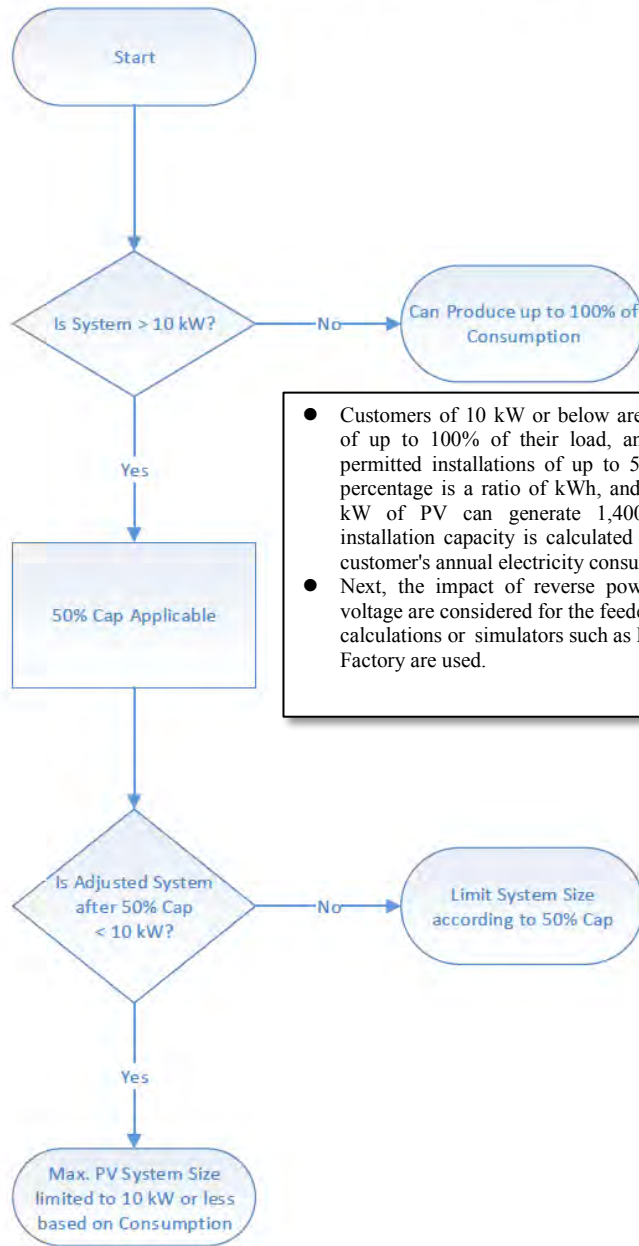 Start
Is System > 10 kW?
No
Can Produce up to 100% of
Consumption
● Customers of 10 kW or below are
of up to 100% of their load, an
permitted installations of up to 5
percentage is a ratio of kWh, and
kW of PV can generate 1,400
installation capacity is calculated
customer's annual electricity consu
● Next, the impact of reverse pow
voltage are considered for the feed
calculations or simulators such as
Factory are used.
Yes
50% Cap Applicable
Is Adjusted System
after 50% Cap
< 10 kW?
No
Limit System Size
according to 50% Cap
Yes
Max. PV System Size
limited to 10 kW or less
based on Consumption